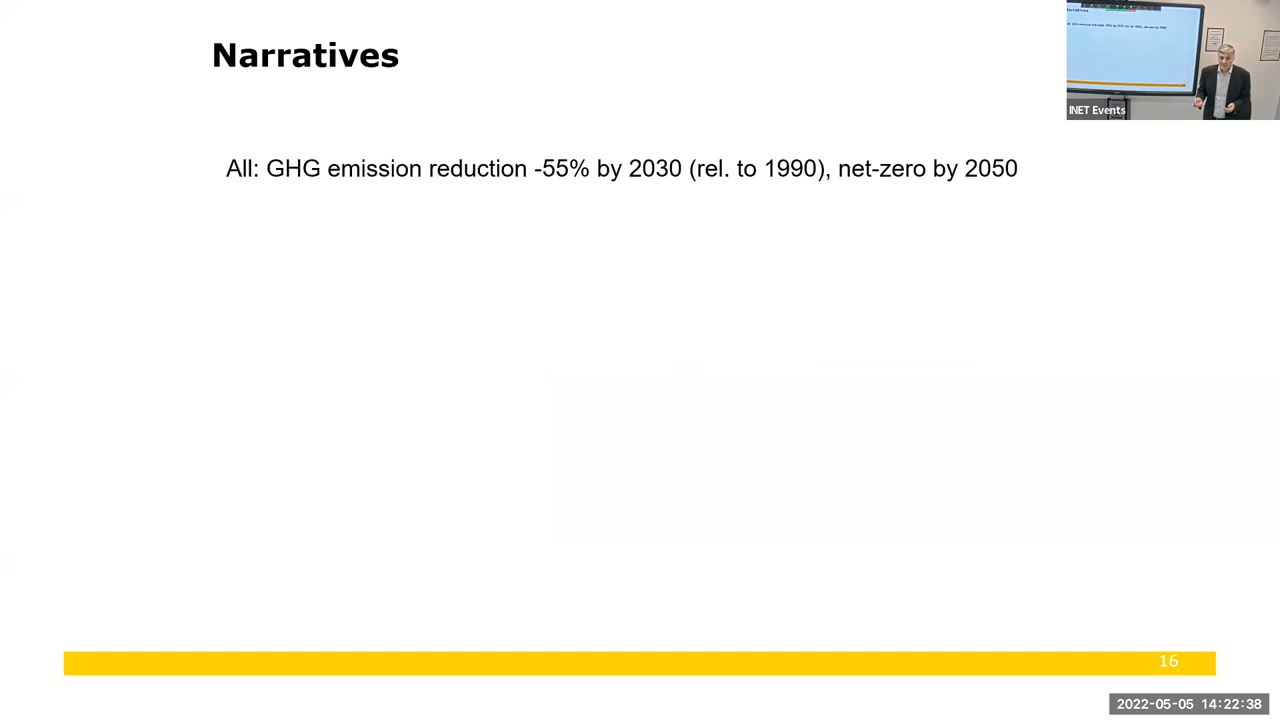 Narratives
INET Events
All: GHG emission reduction -55% by 2030 (rel. to 1990), net-zero by 2050
16
2022-05-05 14:22:38